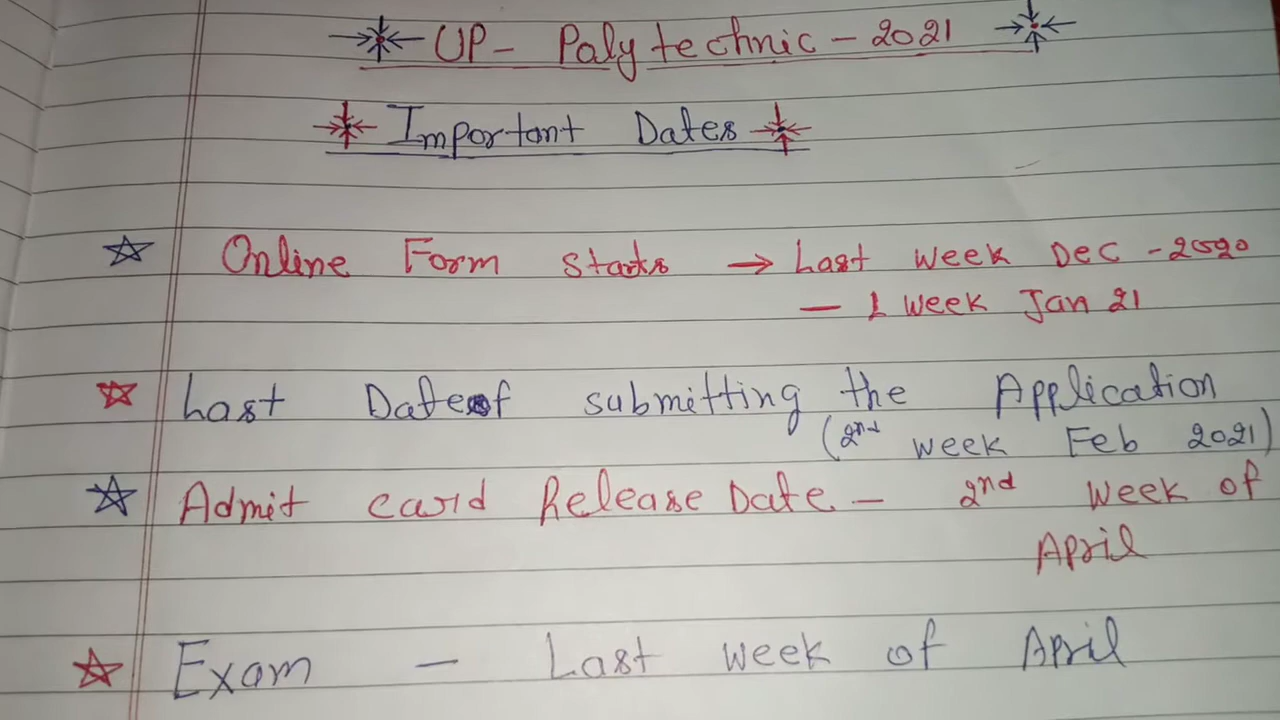 UP- Paly technic - 2021
Important Dates
Online Form starts → Last week Dec - 2020
- 1 week Jan 21
Last Date of submitting the Application
(2nd week Feb 2021)
Admit card Release Date - 2nd week of
April
Exam - Last week of April